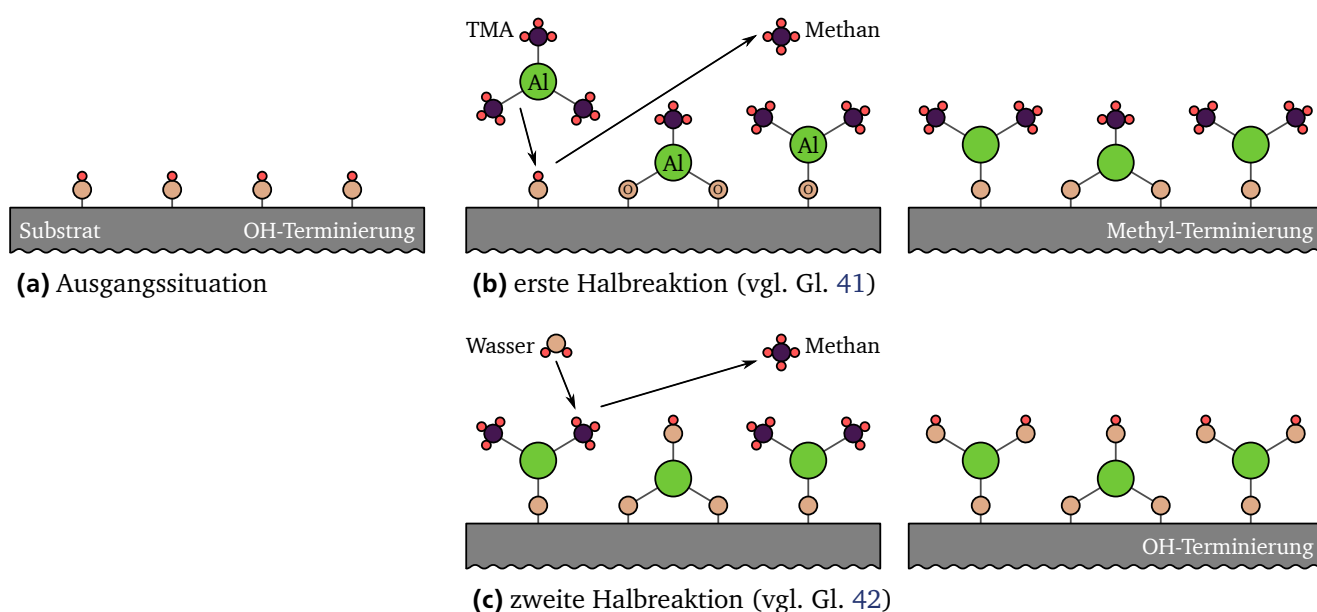 TMA
Methan
Al
Al
Al
O
O
O
Substrat OH-Terminierung
Methyl-Terminierung
(a) Ausgangssituation
(b) erste Halbreaktion (vgl. Gl. 41)
Wasser
Methan
OH-Terminierung
(c) zweite Halbreaktion (vgl. Gl. 42)